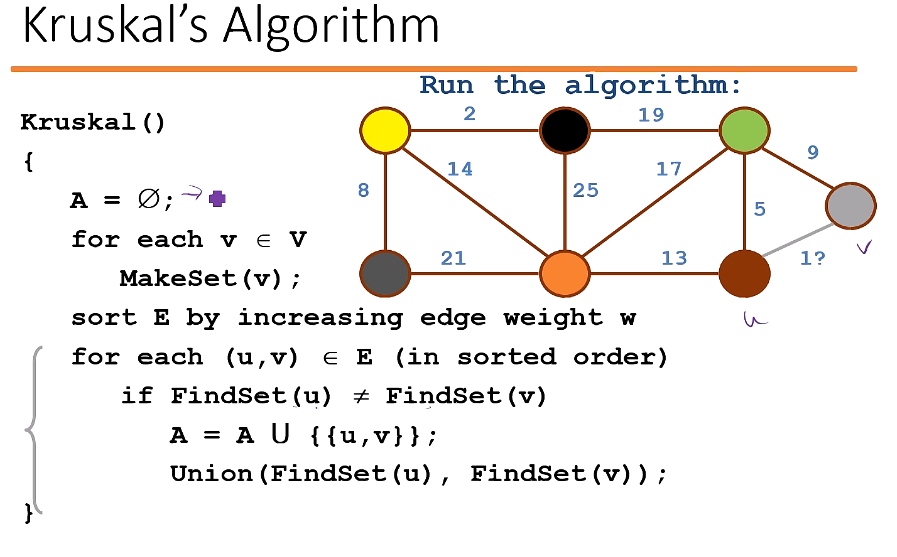 Kruskal's Algorithm
Run the algorithm:
Kruskal()
{
A = ∅; →
for each v ∈ V
MakeSet(v);
sort E by increasing edge weight w
for each (u,v) ∈ E (in sorted order)
if FindSet(u) ≠ FindSet(v)
A = A U {{u,v}};
Union(FindSet(u), FindSet(v));
}
2
19
9
14
17
8
25
5
21
13
1?
v
u